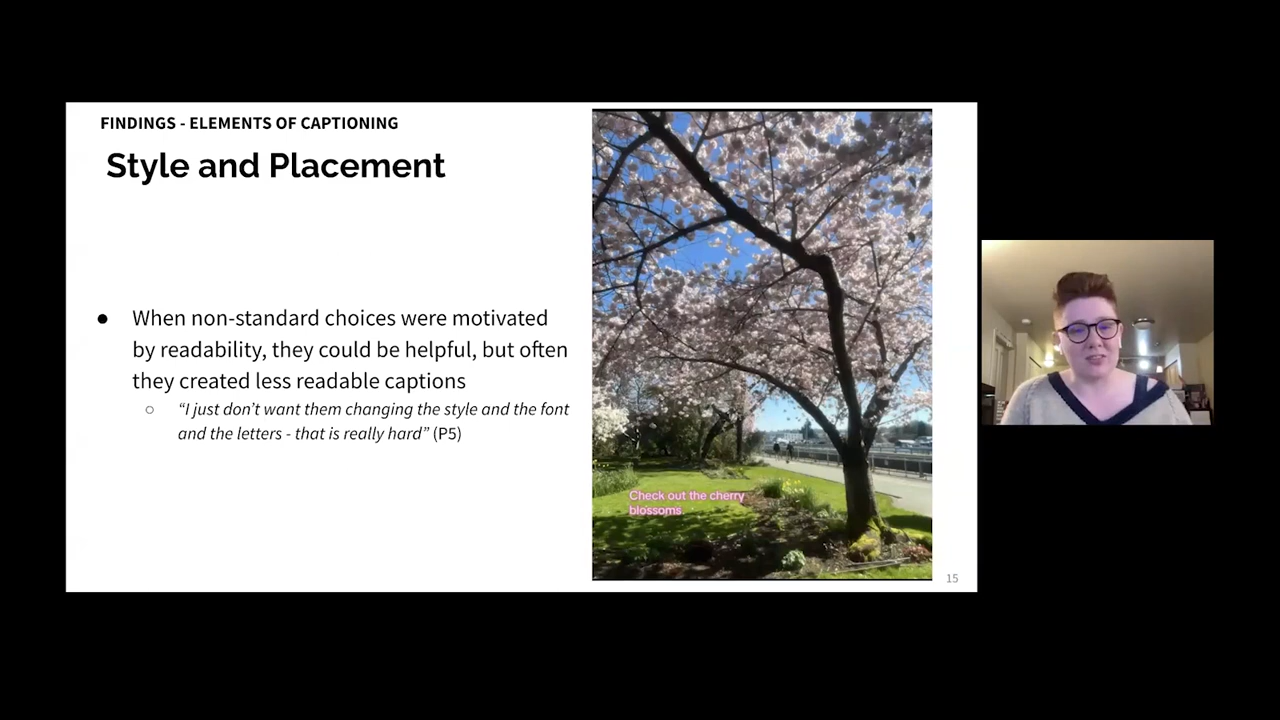 FINDINGS - ELEMENTS OF CAPTIONING
Style and Placement
● When non-standard choices were motivated
by readability, they could be helpful, but often
they created less readable captions
○ “I just don’t want them changing the style and the font
and the letters - that is really hard” (P5)
Check out the cherry
blossoms.
15